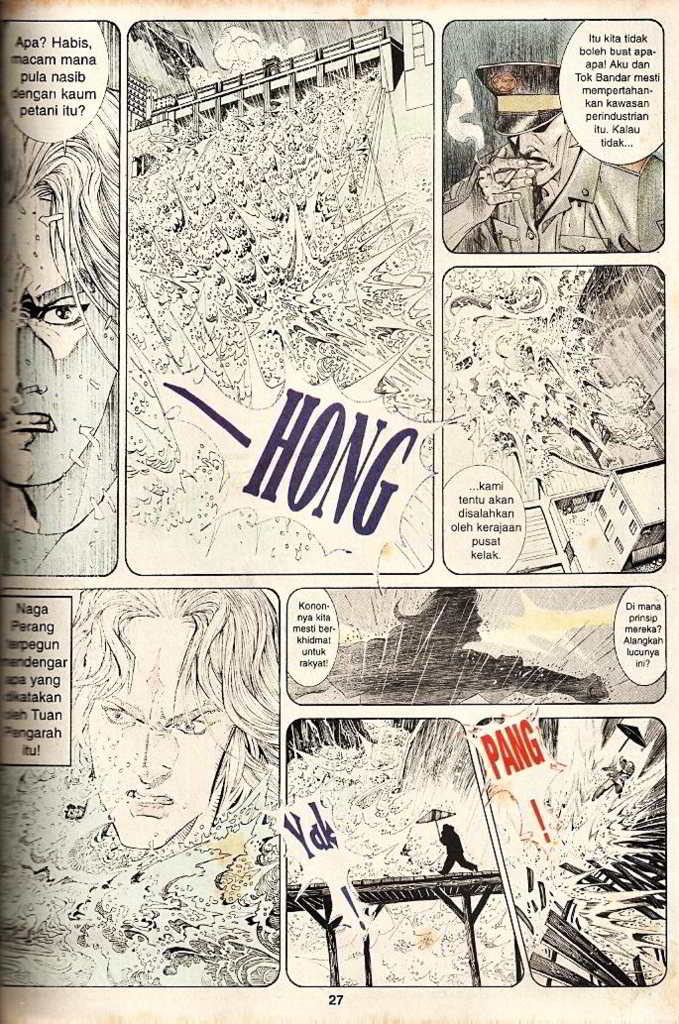 Apa? Habis,
macam mana
pula nasib
dengan kaum
petani itu?
HONG
Itu kita tidak
boleh buat apa-
apa! Aku dan
Tok Bandar mesti
mempertahan-
kan kawasan
perindustrian
itu. Kalau
tidak...
...kami
tentu akan
disalahkan
oleh kerajaan
pusat
kelak.
Naga
Perang
terpegun
mendengar
apa yang
dikatakan
oleh Tuan
Pengarah
itu!
Konon-
nya kita
mesti ber-
khidmat
untuk
rakyat!
Di mana
prinsip
mereka?
Alangkah
lucunya
ini?
Yak
!
PANG
!
27